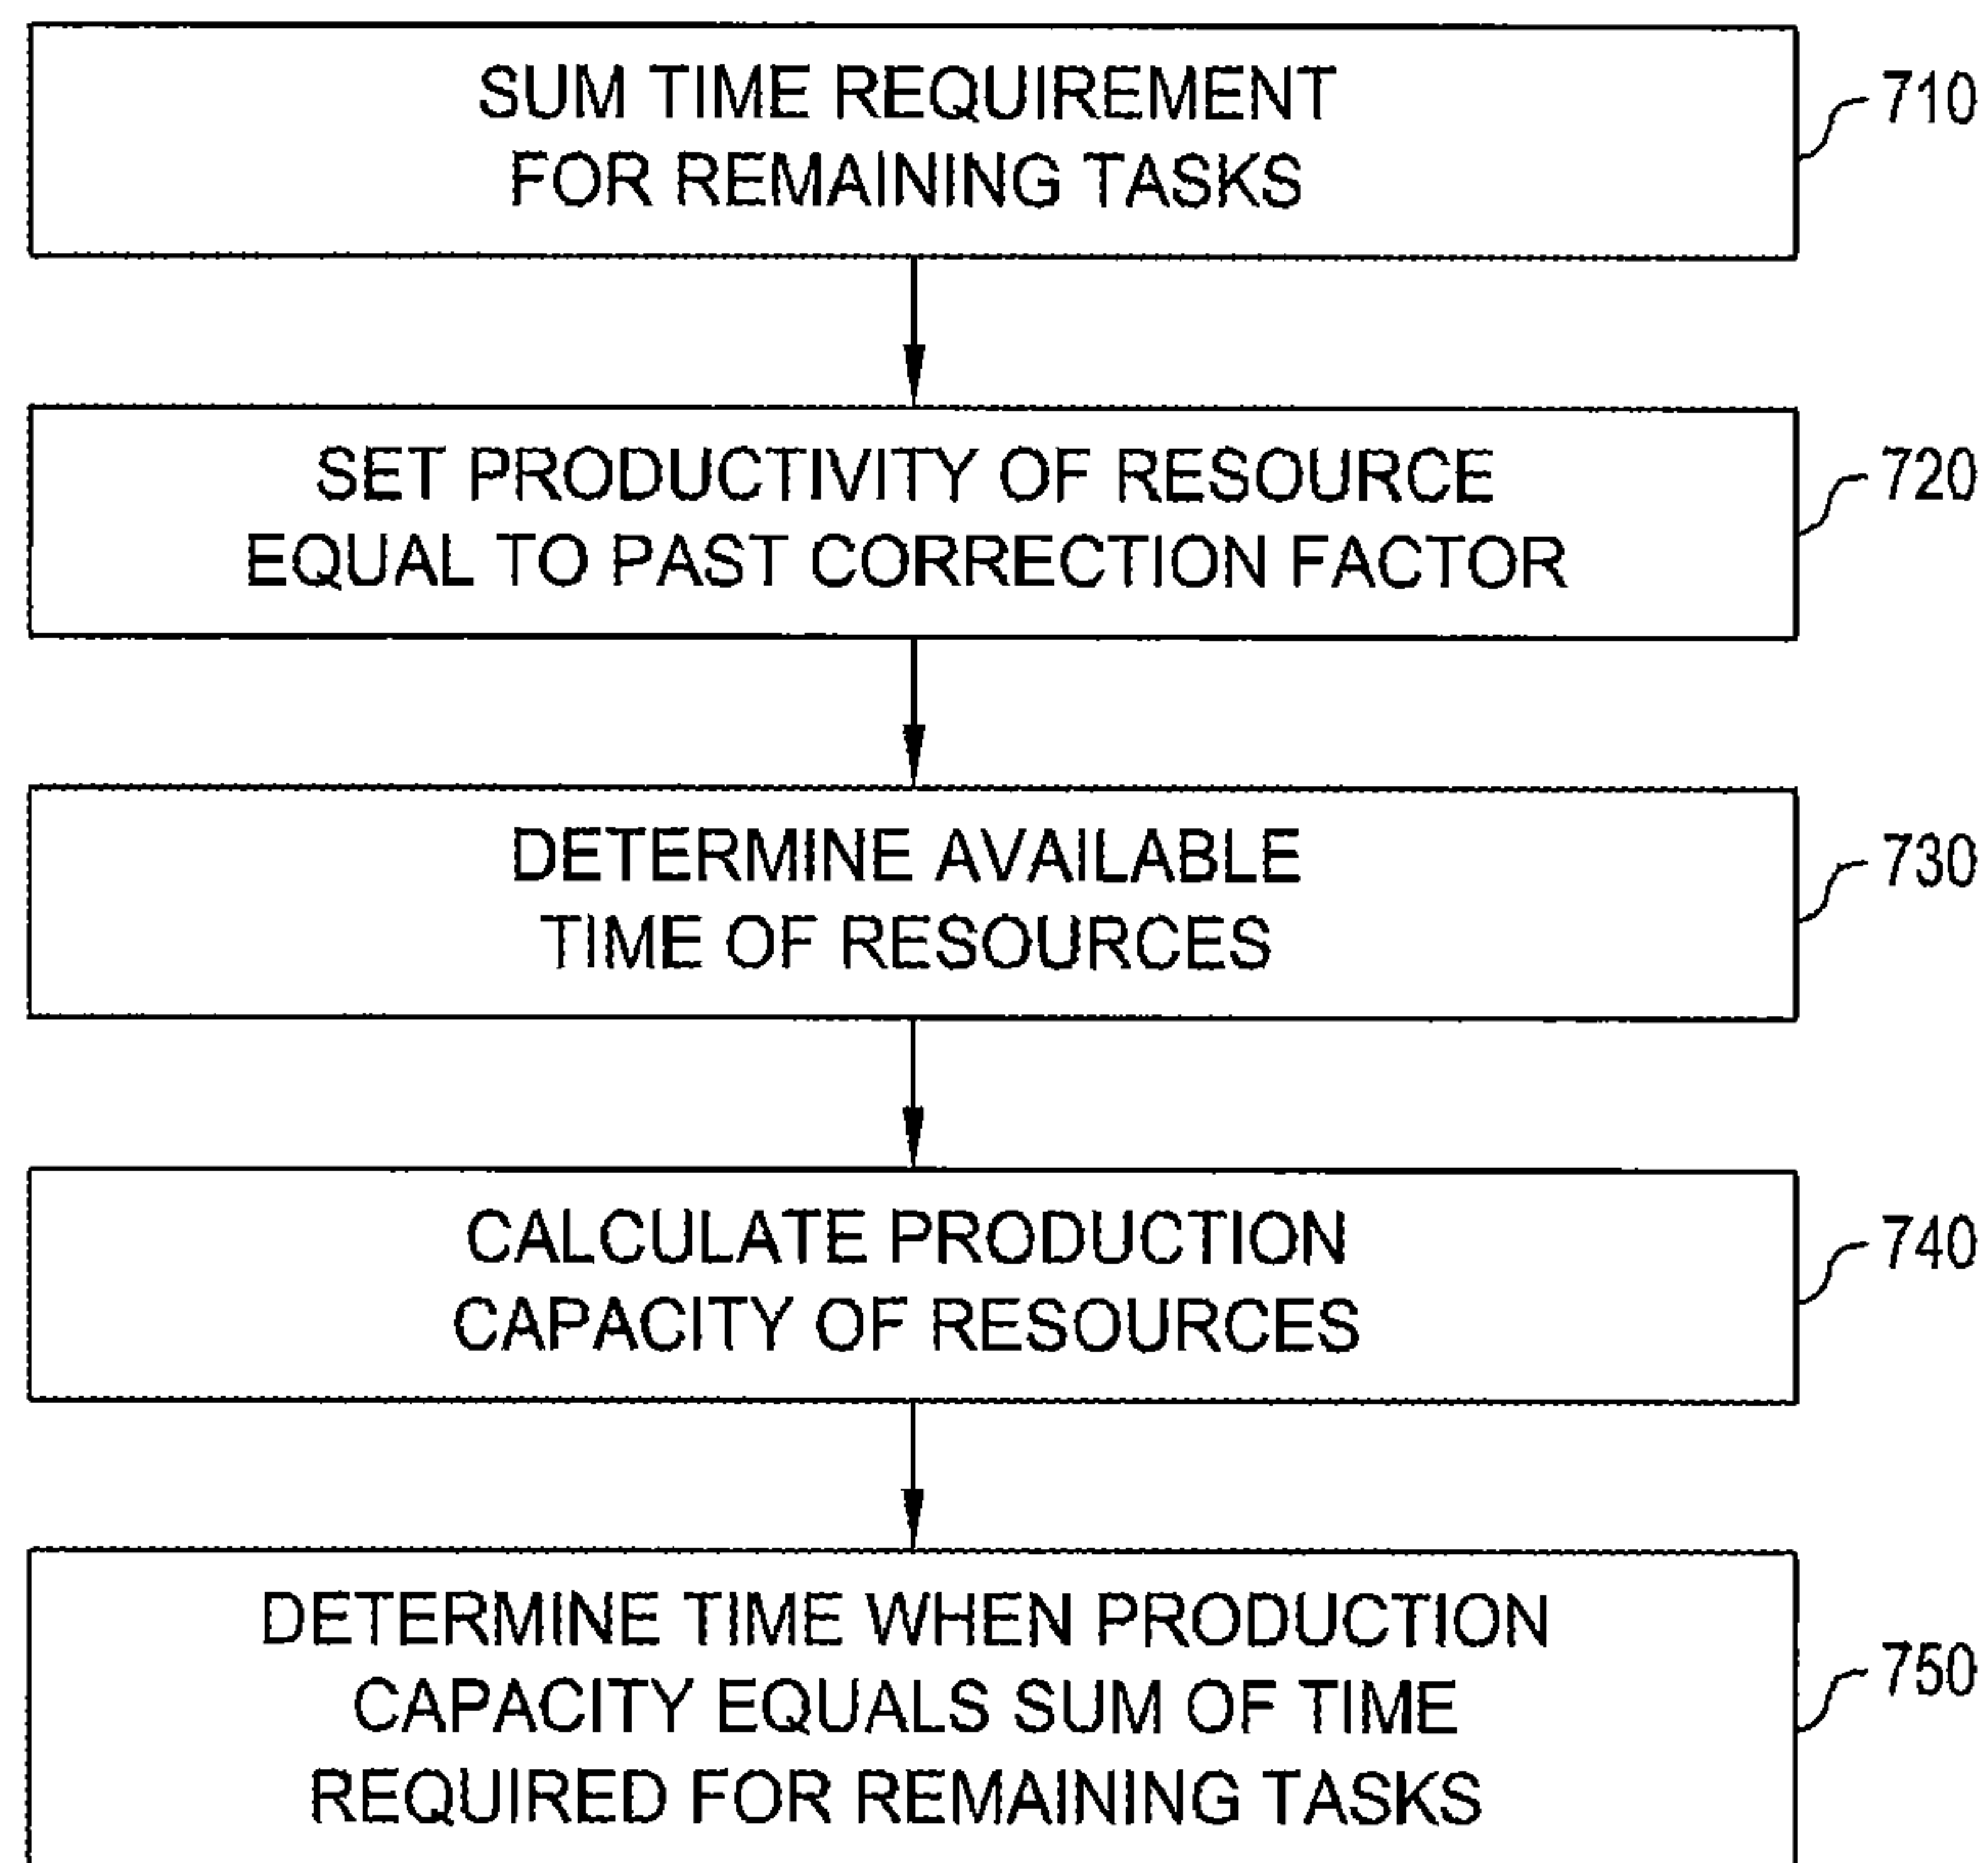 SUM TIME REQUIREMENT
FOR REMAINING TASKS
710
SET PRODUCTIVITY OF RESOURCE
EQUAL TO PAST CORRECTION FACTOR
720
DETERMINE AVAILABLE
TIME OF RESOURCES
730
CALCULATE PRODUCTION
CAPACITY OF RESOURCES
740
DETERMINE TIME WHEN PRODUCTION
CAPACITY EQUALS SUM OF TIME
REQUIRED FOR REMAINING TASKS
750